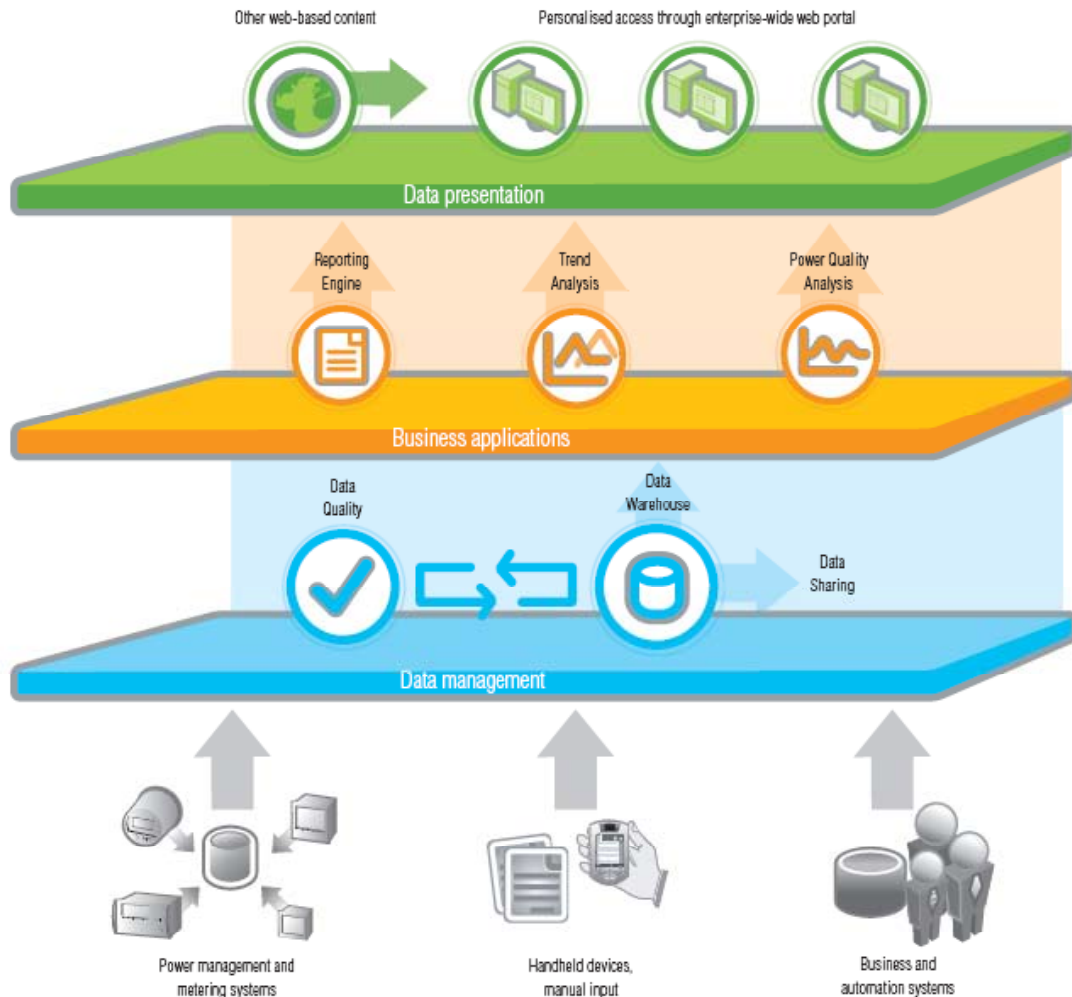 Other web-based content
Personalised access through enterprise-wide web portal
Data presentation
Reporting
Engine
Trend
Analysis
Power Quality
Analysis
Business applications
Data
Quality
Data
Warehouse
Data
Sharing
Data management
Power management and
metering systems
Handheld devices,
manual input
Business and
automation systems